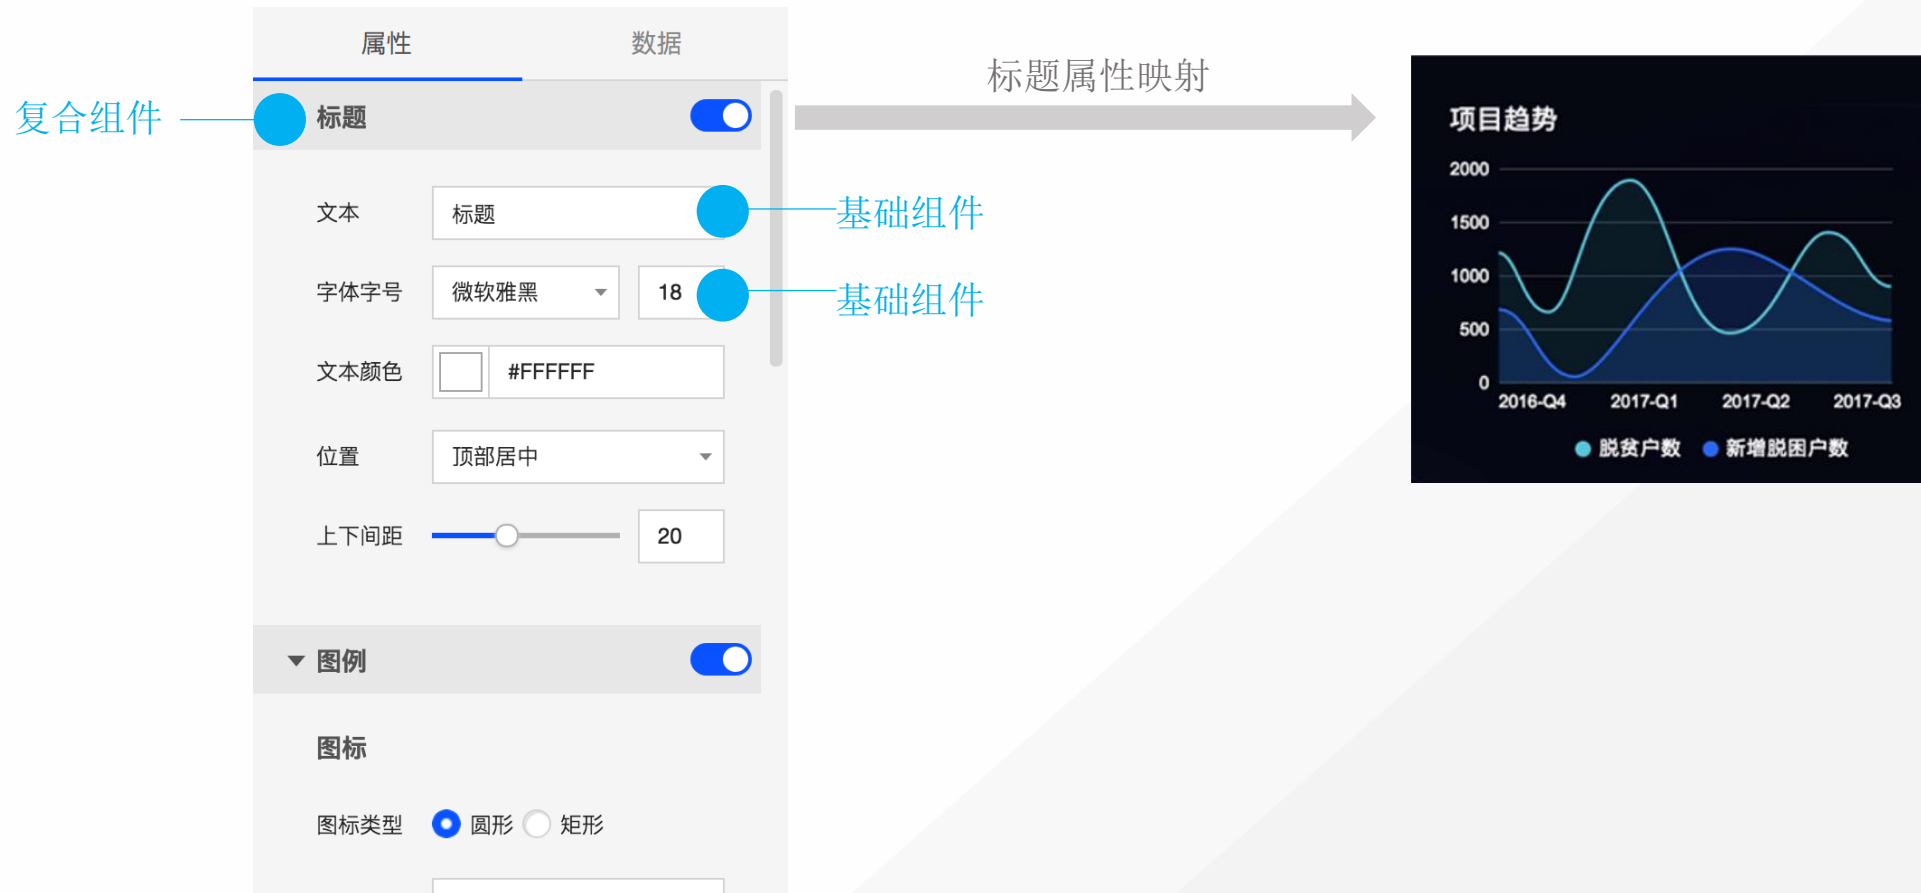 属性 数据
复合组件
标题
文本 标题
字体字号 微软雅黑 18
文本颜色 #FFFFFF
位置 顶部居中
上下间距 20
图例
图标
图标类型 圆形 矩形
标题属性映射
基础组件
基础组件
项目趋势
2000
1500
1000
500
0
2016-Q4 2017-Q1 2017-Q2 2017-Q3
脱贫户数 新增脱困户数